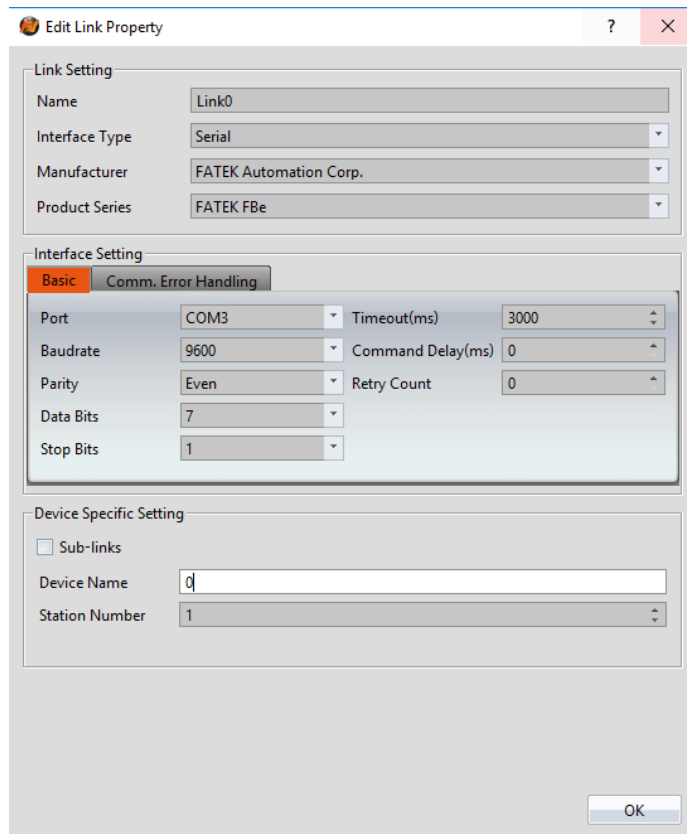 Edit Link Property ?
Link Setting
Name Link0
Interface Type Serial
Manufacturer FATEK Automation Corp.
Product Series FATEK FBe
Interface Setting
Basic Comm. Error Handling
Port COM3 Timeout(ms) 3000
Baudrate 9600 Command Delay(ms) 0
Parity Even Retry Count 0
Data Bits 7
Stop Bits 1
Device Specific Setting
Sub-links
Device Name 0
Station Number 1
OK